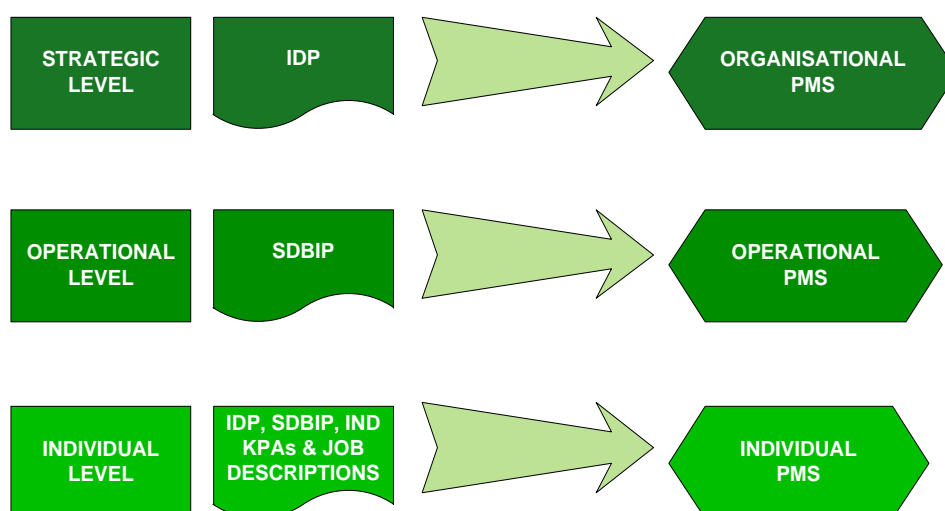 STRATEGIC
LEVEL
IDP
ORGANISATIONAL
PMS
OPERATIONAL
LEVEL
SDBIP
OPERATIONAL
PMS
INDIVIDUAL
LEVEL
IDP, SDBIP, IND
KPAs & JOB
DESCRIPTIONS
INDIVIDUAL
PMS